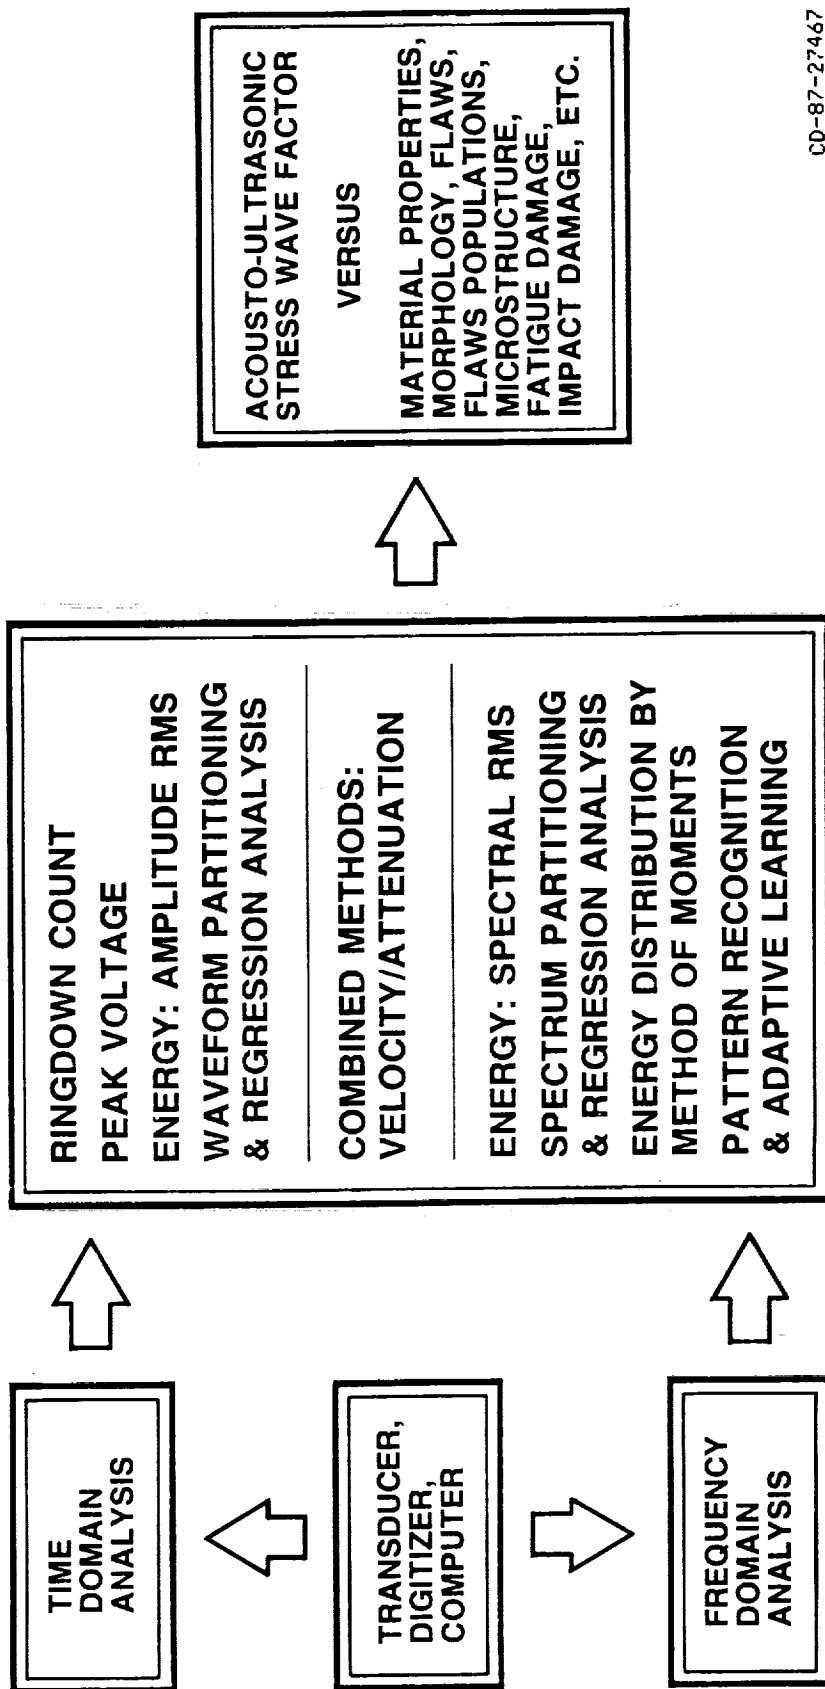 TIME
DOMAIN
ANALYSIS
TRANSDUCER,
DIGITIZER,
COMPUTER
FREQUENCY
DOMAIN
ANALYSIS
RINGDOWN COUNT
PEAK VOLTAGE
ENERGY: AMPLITUDE RMS
WAVEFORM PARTITIONING
& REGRESSION ANALYSIS
COMBINED METHODS:
VELOCITY/ATTENUATION
ENERGY: SPECTRAL RMS
SPECTRUM PARTITIONING
& REGRESSION ANALYSIS
ENERGY DISTRIBUTION BY
METHOD OF MOMENTS
PATTERN RECOGNITION
& ADAPTIVE LEARNING
ACOUSTO-ULTRASONIC
STRESS WAVE FACTOR
VERSUS
MATERIAL PROPERTIES,
MORPHOLOGY, FLAWS,
FLAWS POPULATIONS,
MICROSTRUCTURE,
FATIGUE DAMAGE,
IMPACT DAMAGE, ETC.
CD-87-27467